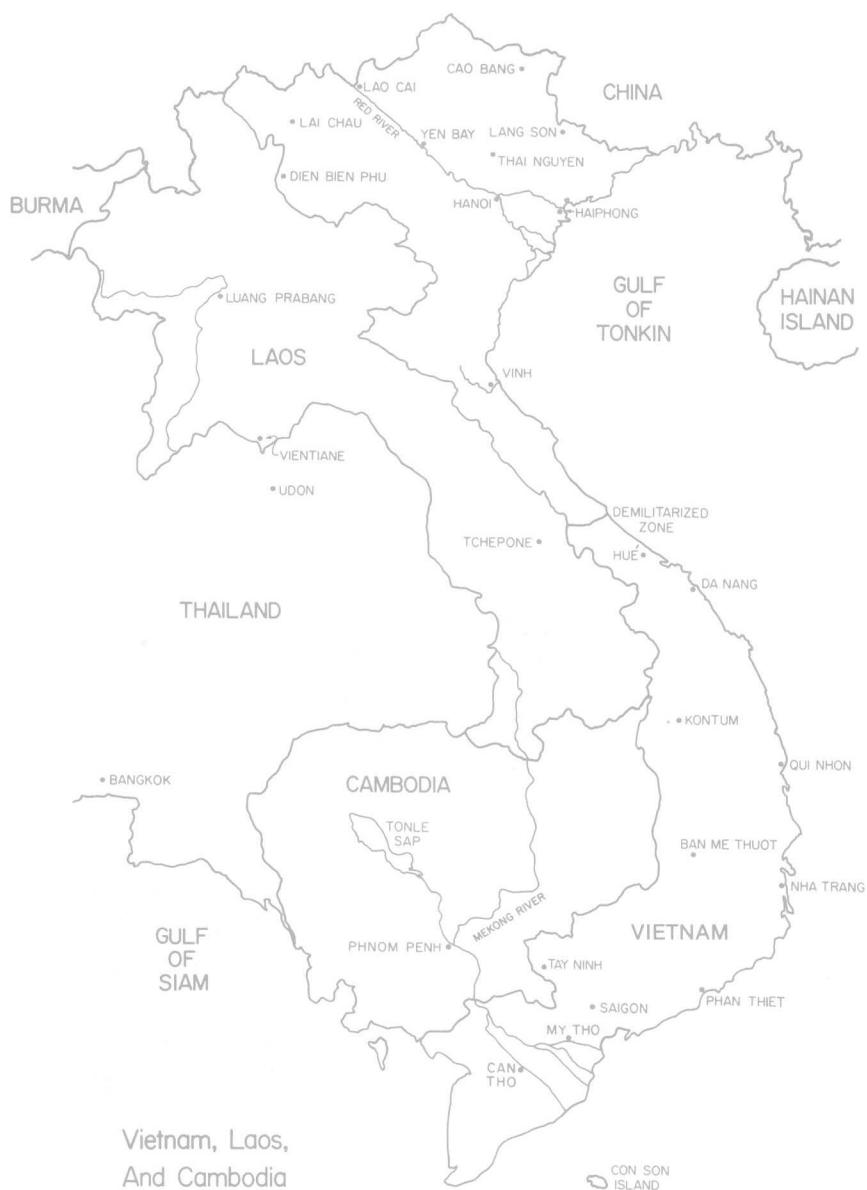 CAO BANG
LAO CAI
CHINA
RED RIVER
LAI CHAU
YEN BAY
LANG SON
THAI NGUYEN
DIEN BIEN PHU
BURMA
HANOI
HAIPHONG
GULF
OF
TONKIN
HAINAN
ISLAND
LUANG PRABANG
LAOS
VINH
VIENTIANE
UDON
DEMILITARIZED
ZONE
TCHEPONE
HUÉ
DA NANG
THAILAND
KONTUM
QUI NHON
BANGKOK
CAMBODIA
TONLE
SAP
BAN ME THUOT
NHA TRANG
MEKONG RIVER
VIETNAM
GULF
OF
SIAM
PHNOM PENH
TAY NINH
SAIGON
PHAN THIET
MY THO
CAN
THO
Vietnam, Laos,
And Cambodia
CON SON
ISLAND